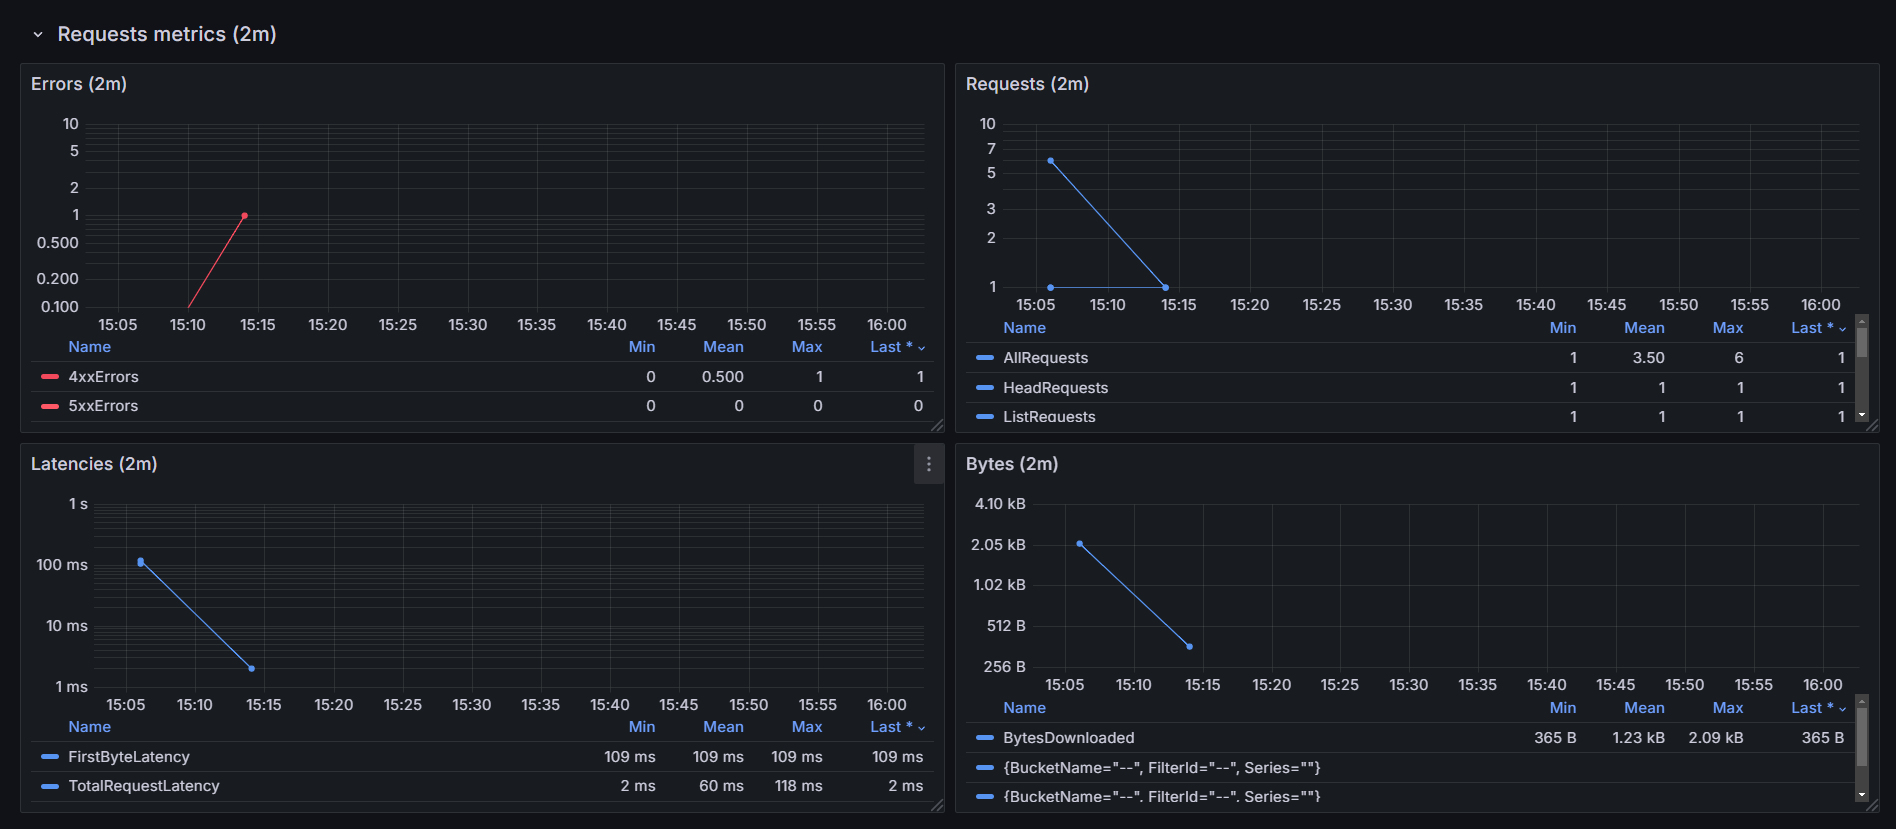 Requests metrics (2m)
Errors (2m)
10
5
2
1
0.500
0.200
0.100
15:05 15:10 15:15 15:20 15:25 15:30 15:35 15:40 15:45 15:50 15:55 16:00
Name Min Mean Max Last *
4xxErrors 0 0.500 1 1
5xxErrors 0 0 0 0
Requests (2m)
10
7
5
3
2
1
15:05 15:10 15:15 15:20 15:25 15:30 15:35 15:40 15:45 15:50 15:55 16:00
Name Min Mean Max Last *
AllRequests 1 3.50 6 1
HeadRequests 1 1 1 1
ListRequests 1 1 1 1
Latencies (2m)
1 s
100 ms
10 ms
1 ms
15:05 15:10 15:15 15:20 15:25 15:30 15:35 15:40 15:45 15:50 15:55 16:00
Name Min Mean Max Last *
FirstByteLatency 109 ms 109 ms 109 ms 109 ms
TotalRequestLatency 2 ms 60 ms 118 ms 2 ms
Bytes (2m)
4.10 kB
2.05 kB
1.02 kB
512 B
256 B
15:05 15:10 15:15 15:20 15:25 15:30 15:35 15:40 15:45 15:50 15:55 16:00
Name Min Mean Max Last *
BytesDownloaded 365 B 1.23 kB 2.09 kB 365 B
{BucketName="--", FilterId="--", Series=""}
{BucketName="--", FilterId="--", Series=""}